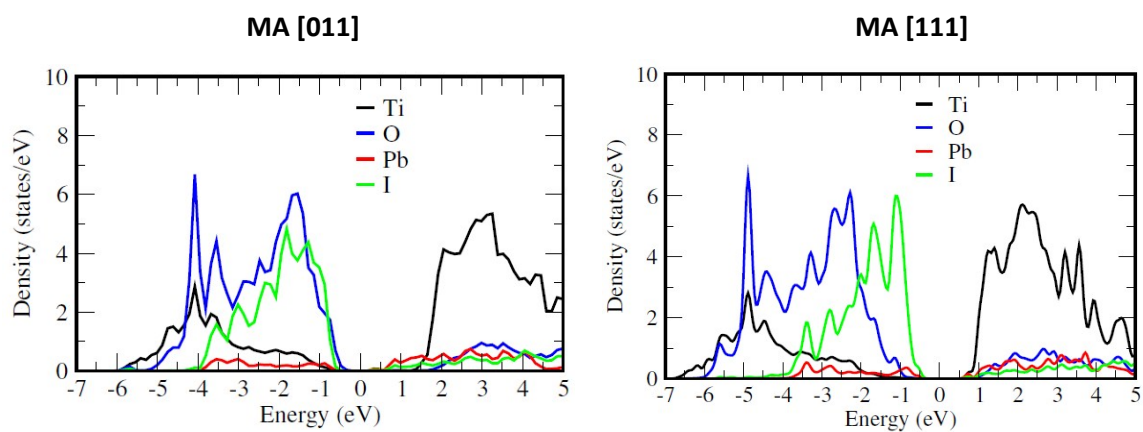 MA [011]
MA [111]
10
8
6
4
2
0
Density (states/eV)
Ti
O
Pb
I
-7 -6 -5 -4 -3 -2 -1 0 1 2 3 4 5
Energy (eV)
10
8
6
4
2
0
Density (states/eV)
Ti
O
Pb
I
-7 -6 -5 -4 -3 -2 -1 0 1 2 3 4 5
Energy (eV)